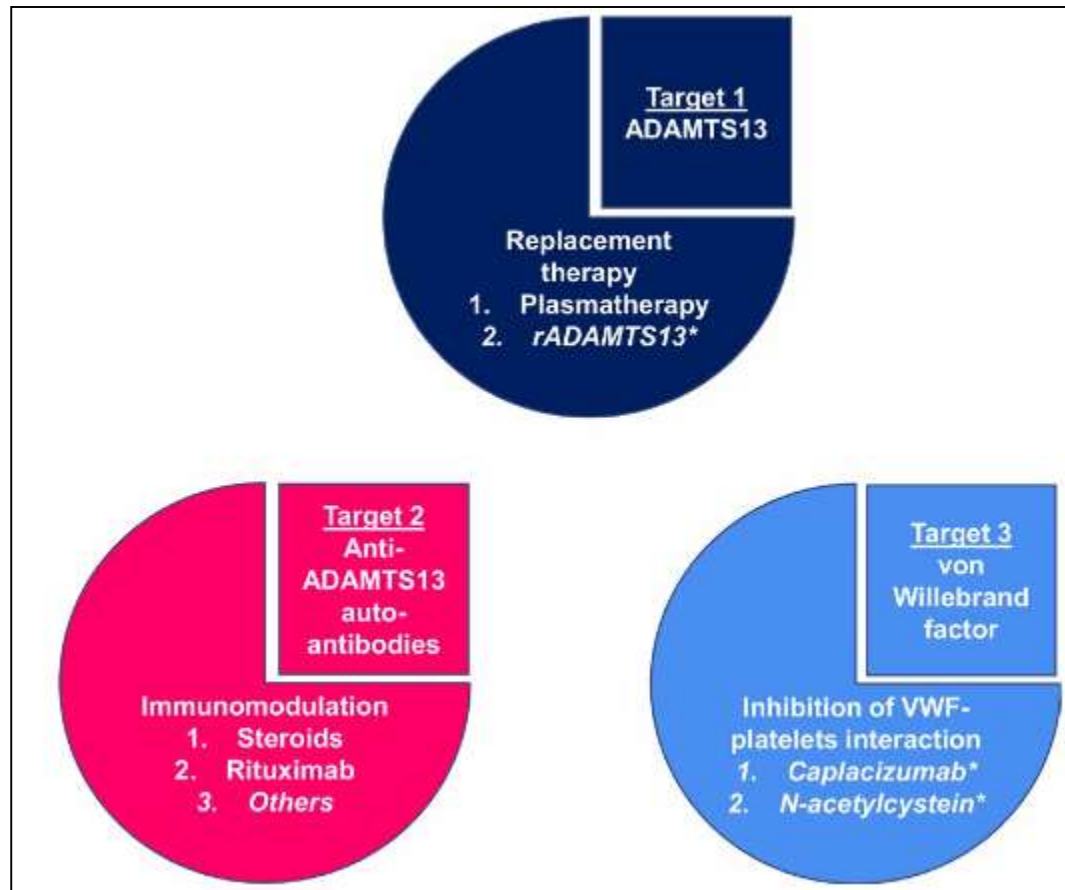 Target 1
ADAMTS13
Replacement
therapy
1. Plasmatherapy
2. rADAMTS13*
Target 2
Anti-
ADAMTS13
auto-
antibodies
Immunomodulation
1. Steroids
2. Rituximab
3. Others
Target 3
von
Willebrand
factor
Inhibition of VWF-
platelets interaction
1. Caplacizumab*
2. N-acetylcystein*